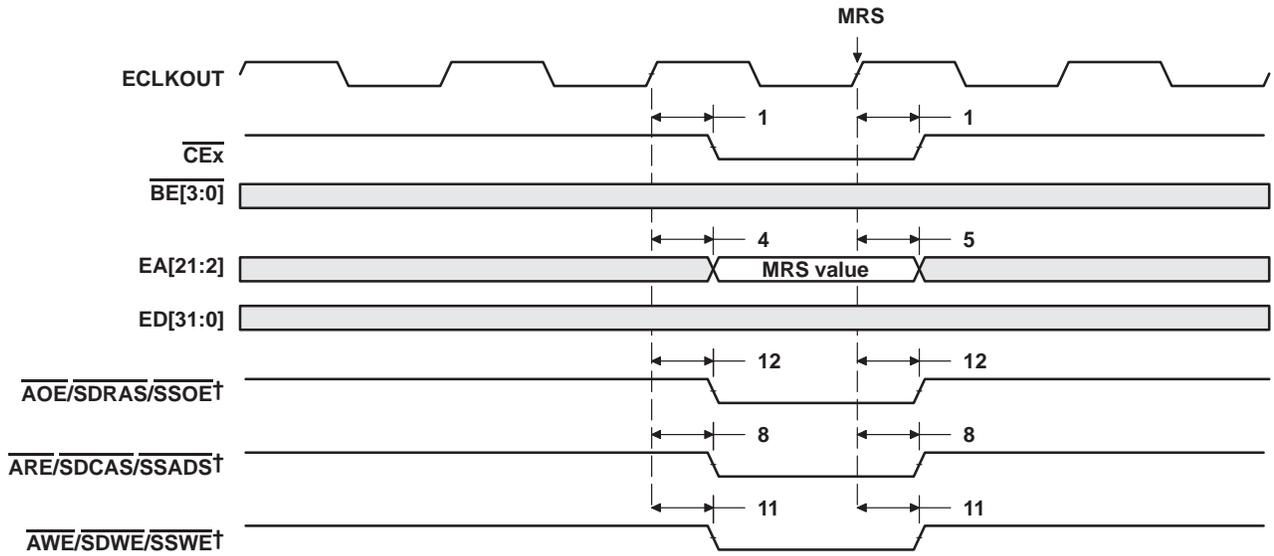 MRS
ECLKOUT
1 1
CEx
BE[3:0]
4 5
EA[21:2] MRS value
ED[31:0]
12 12
AOE/SDRAS/SSOE†
8 8
ARE/SDCAS/SSADS†
11 11
AWE/SDWE/SSWE†